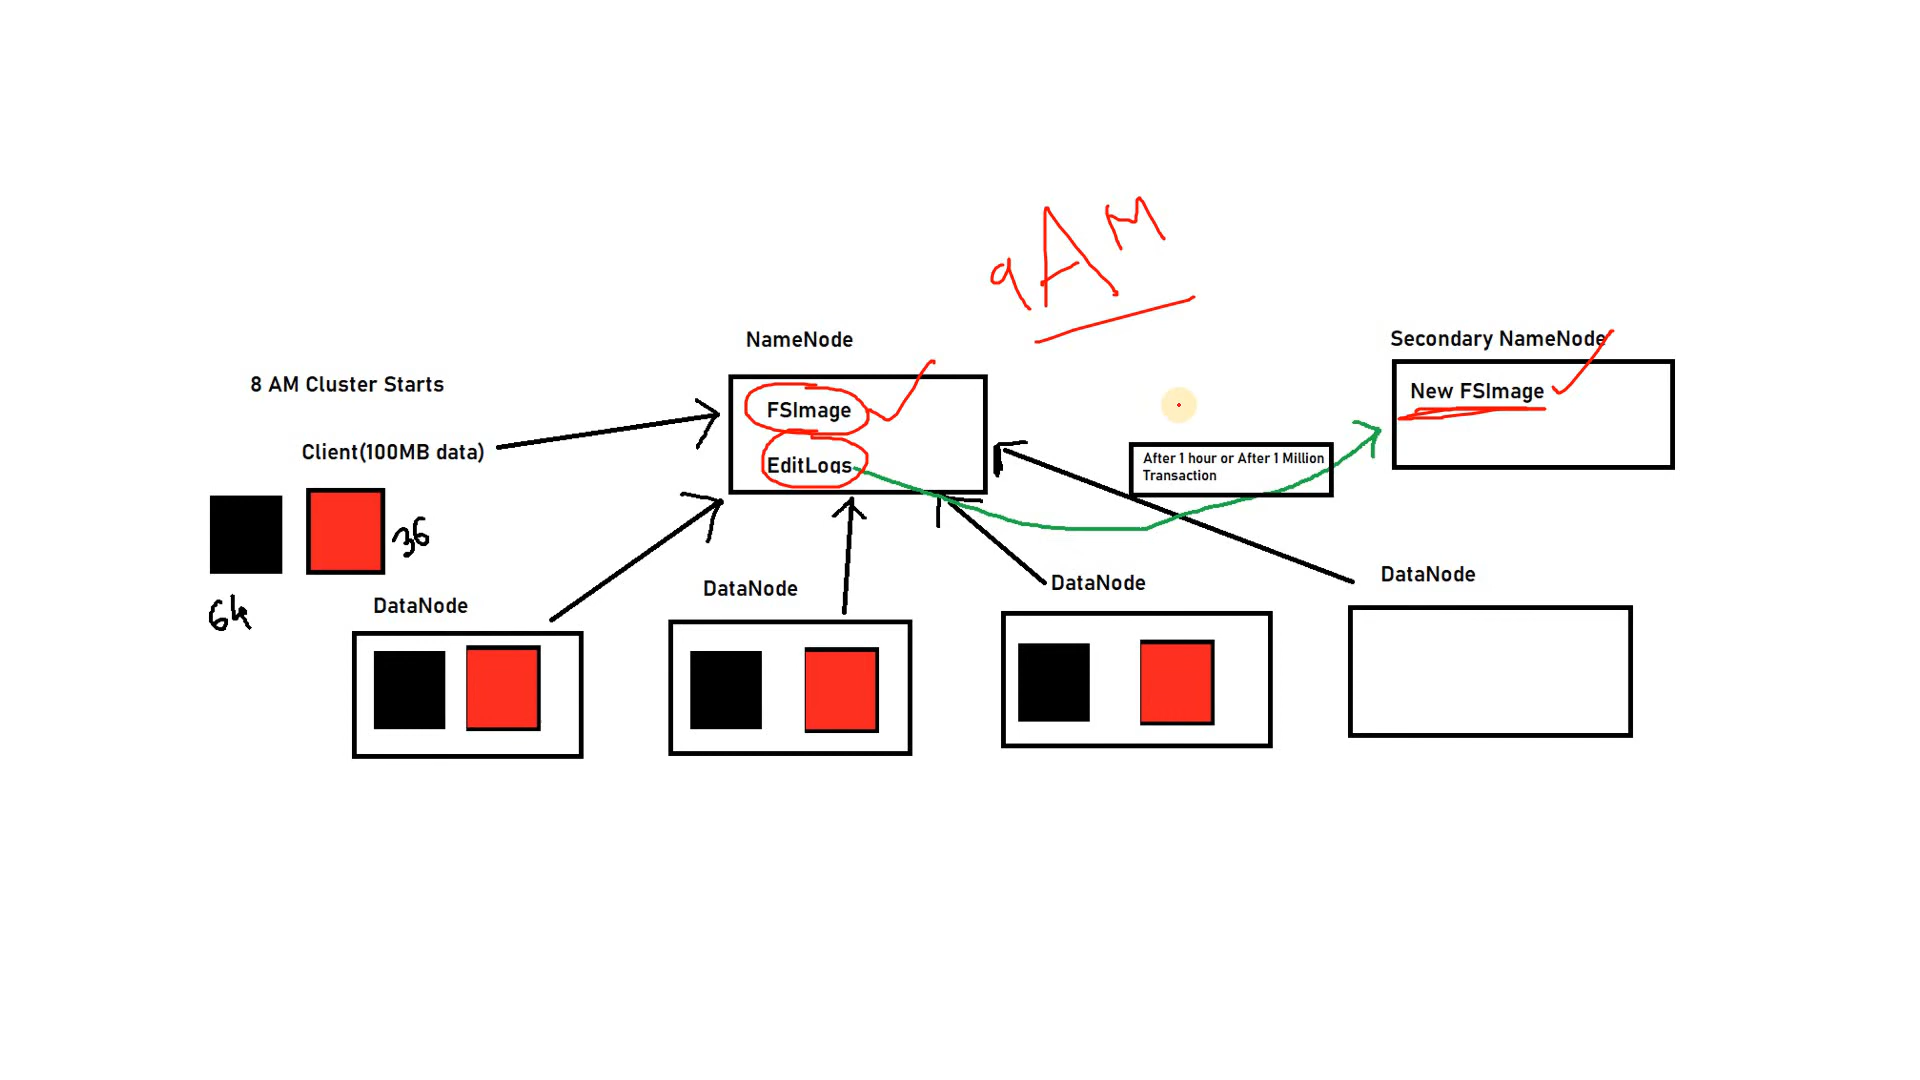 9AM
NameNode
Secondary NameNode
8 AM Cluster Starts
FSImage
New FSImage
Client(100MB data)
EditLogs
After 1 hour or After 1 Million
Transaction
36
64
DataNode
DataNode
DataNode
DataNode